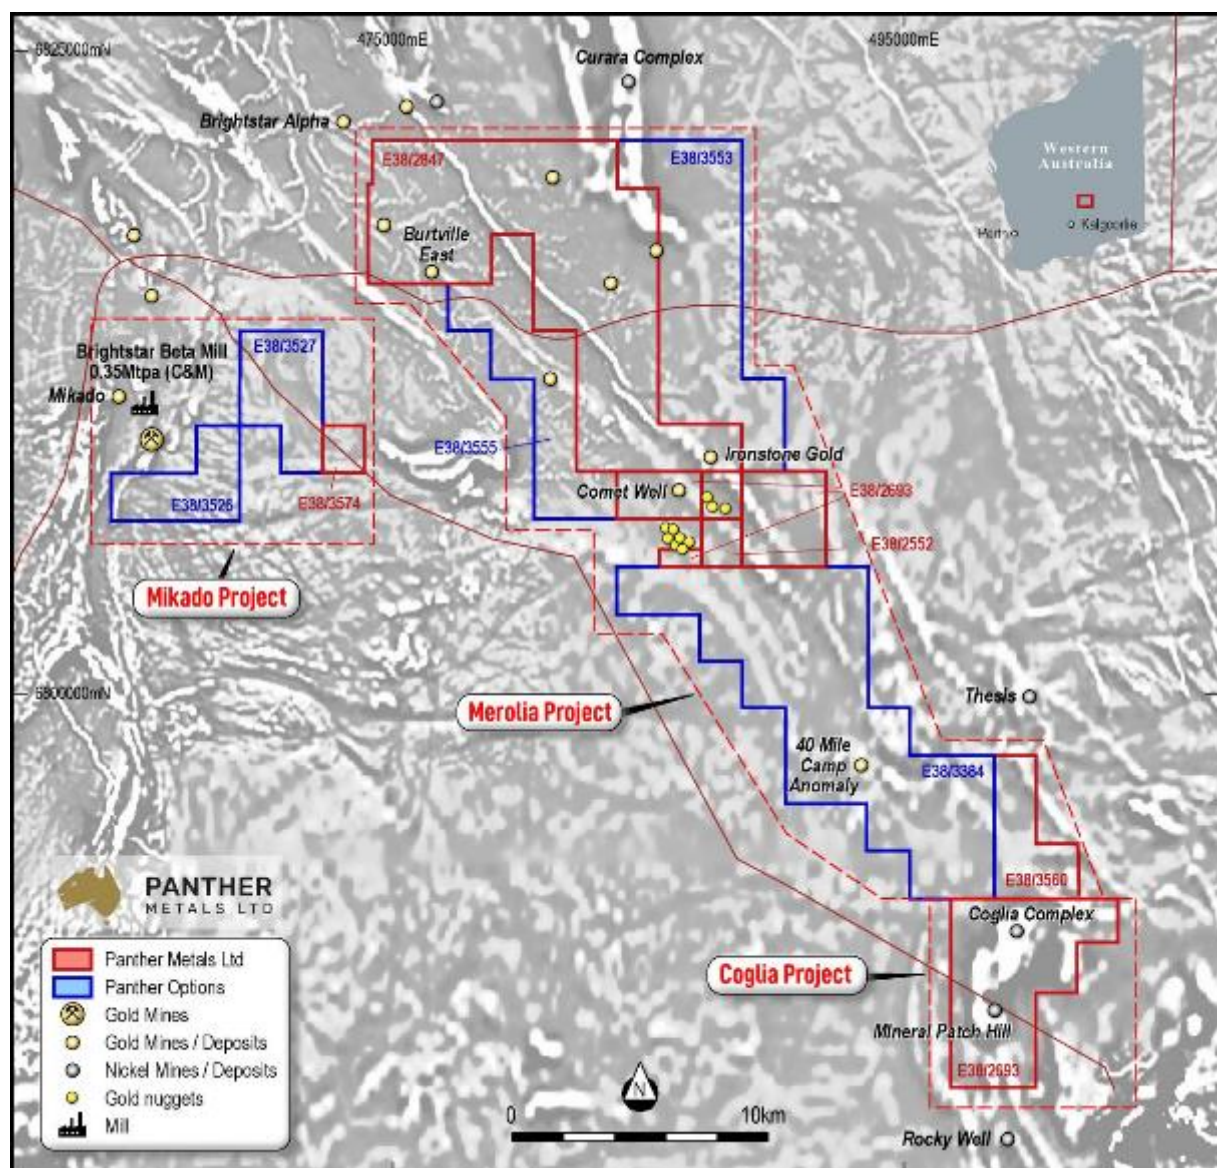 475000mE
495000mE
6825000mN
Curara Complex
Brightstar Alpha
E38/2847
E38/3553
Western
Australia
Perth
Kalgoorlie
Burtville
East
Brightstar Beta Mill
0.35Mtpa (C&M)
E38/3527
Mikado
E38/3555
Ironstone Gold
Comet Well
E38/2693
E38/3526
E38/3574
E38/2552
Mikado Project
6800000mN
Thesis
Merolia Project
40 Mile
Camp
Anomaly
E38/3384
E38/3560
PANTHER
METALS LTD
Coglia Complex
Panther Metals Ltd
Panther Options
Gold Mines
Gold Mines / Deposits
Nickel Mines / Deposits
Gold nuggets
Mill
Coglia Project
Mineral Patch Hill
E38/2693
N
0
10km
Rocky Well